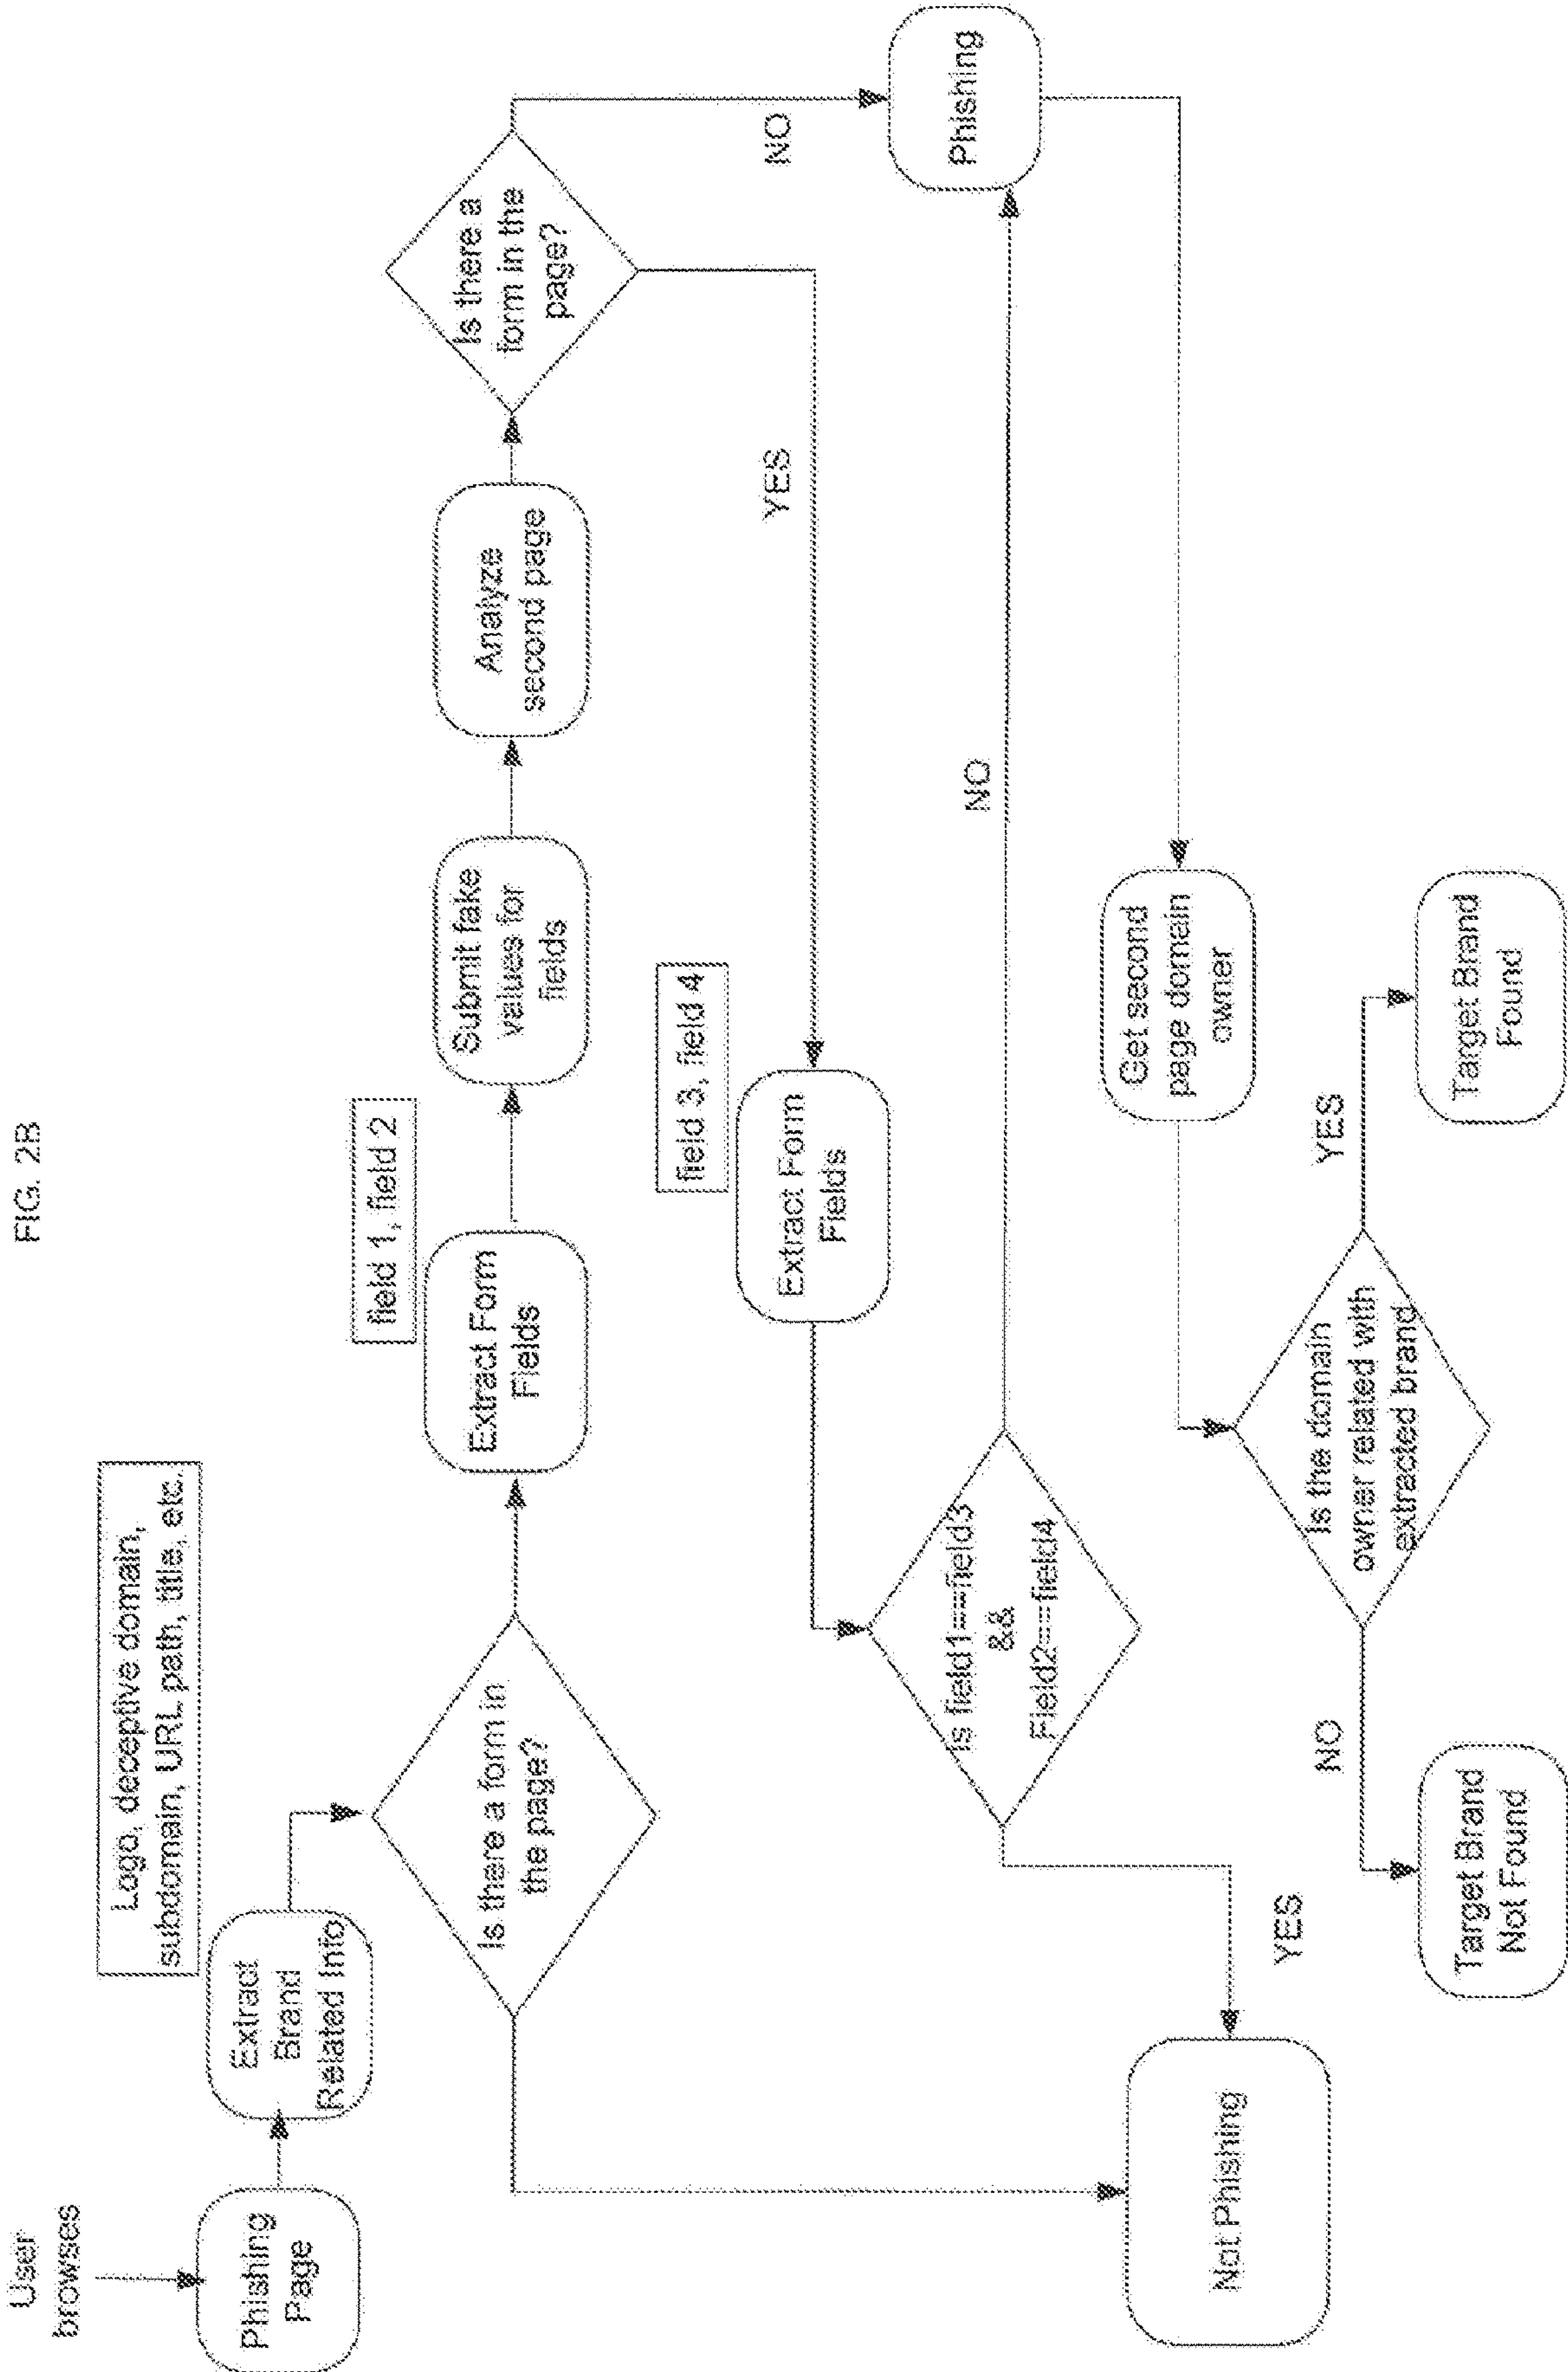 FIG. 2B
User
browses
Phishing
Page
Extract
Brand
Related Info
Logo, deceptive domain,
subdomain, URL path, title, etc.
Is there a form in
the page?
Extract Form
Fields
field 1, field 2
Submit fake
values for
fields
Analyze
second page
Is there a
form in the
page?
NO
YES
Phishing
field 3, field 4
Extract Form
Fields
Is field1==field3
&&
Field2==field4
NO
YES
Not Phishing
Get second
page domain
owner
Is the domain
owner related with
extracted brand
YES
NO
Target Brand
Found
Target Brand
Not Found